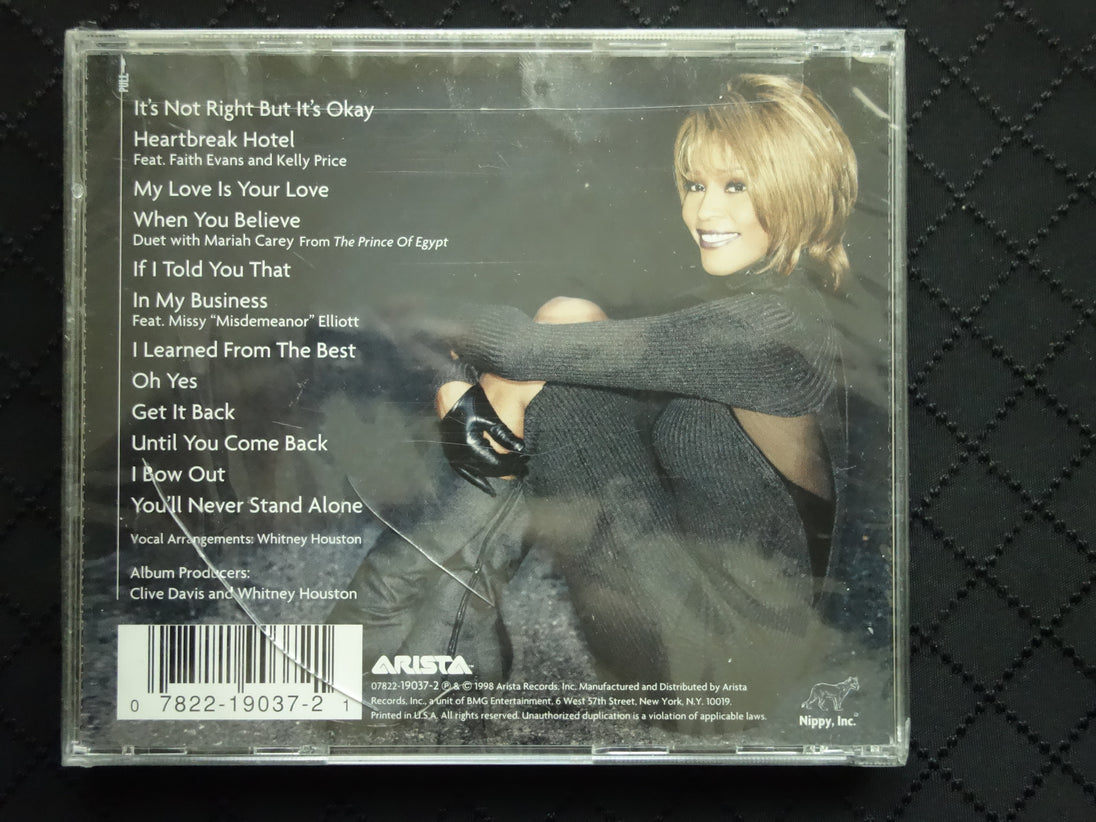 PULL
It's Not Right But It's Okay
Heartbreak Hotel
Feat. Faith Evans and Kelly Price
My Love Is Your Love
When You Believe
Duet with Mariah Carey From The Prince Of Egypt
If I Told You That
In My Business
Feat. Missy “Misdemeanor” Elliott
I Learned From The Best
Oh Yes
Get It Back
Until You Come Back
I Bow Out
You'll Never Stand Alone
Vocal Arrangements: Whitney Houston
Album Producers:
Clive Davis and Whitney Houston
0 7822-19037-2 1
ARISTA
07822-19037-2 ℗ & © 1998 Arista Records, Inc. Manufactured and Distributed by Arista
Records, Inc., a unit of BMG Entertainment, 6 West 57th Street, New York, N.Y. 10019.
Printed in U.S.A. All rights reserved. Unauthorized duplication is a violation of applicable laws.
Nippy, Inc.